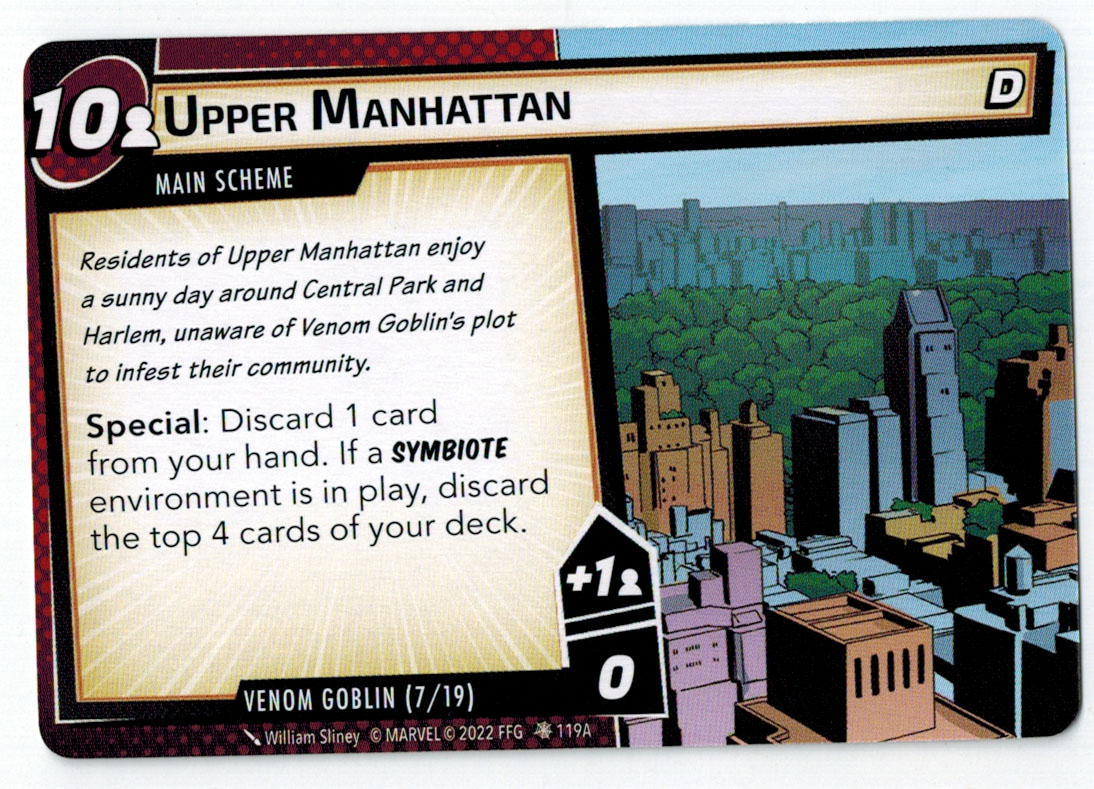 10
UPPER MANHATTAN
D
MAIN SCHEME
Residents of Upper Manhattan enjoy
a sunny day around Central Park and
Harlem, unaware of Venom Goblin's plot
to infest their community.
Special: Discard 1 card
from your hand. If a SYMBIOTE
environment is in play, discard
the top 4 cards of your deck.
+1
0
VENOM GOBLIN (7/19)
William Sliney © MARVEL © 2022 FFG 119A